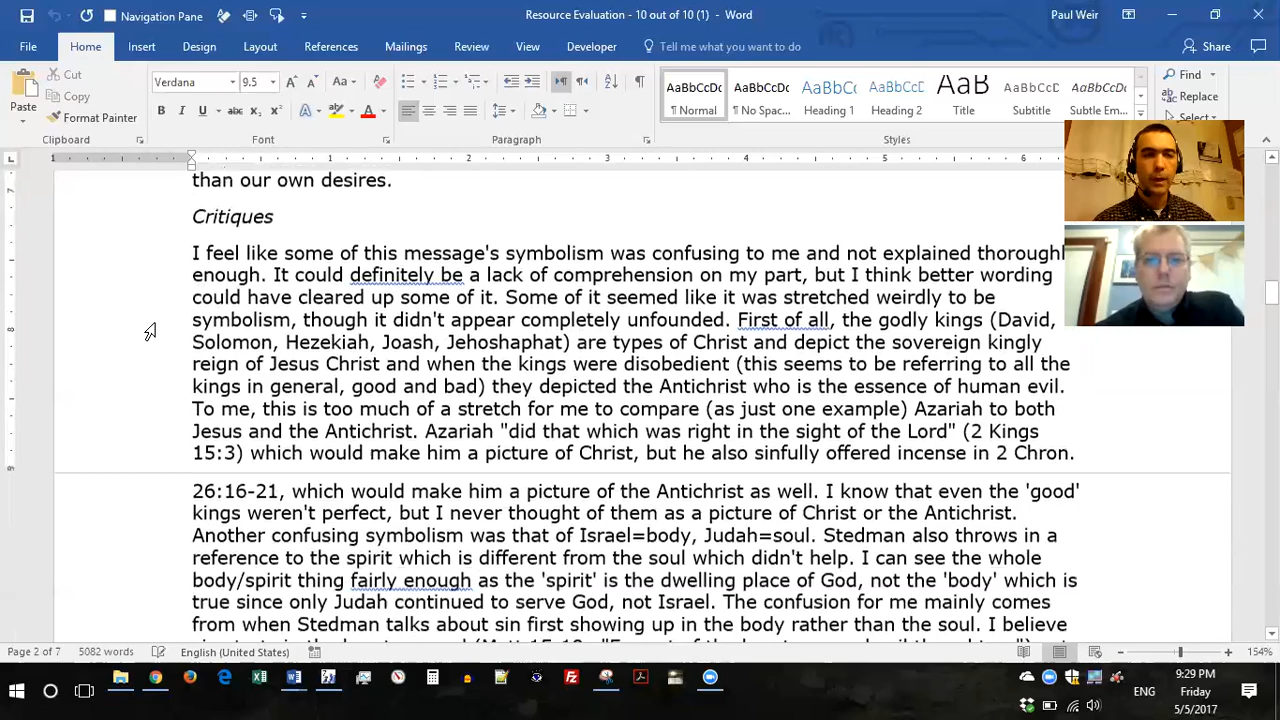 Navigation Pane
Resource Evaluation - 10 out of 10 (1) - Word
Paul Weir
File Home Insert Design Layout References Mailings Review View Developer Tell me what you want to do Share
Paste
Cut
Copy
Format Painter
Clipboard
Verdana 9.5
Font
Paragraph
AaBbCcDc AaBbCcDc AaBbCc AaBbCcD AaB AaBbCcD AaBbCcD
¶ Normal ¶ No Spac... Heading 1 Heading 2 Title Subtitle Subtle Em...
Styles
Find
Replace
Select
than our own desires.
Critiques
I feel like some of this message's symbolism was confusing to me and not explained thorough
enough. It could definitely be a lack of comprehension on my part, but I think better wording
could have cleared up some of it. Some of it seemed like it was stretched weirdly to be
symbolism, though it didn't appear completely unfounded. First of all, the godly kings (David,
Solomon, Hezekiah, Joash, Jehoshaphat) are types of Christ and depict the sovereign kingly
reign of Jesus Christ and when the kings were disobedient (this seems to be referring to all the
kings in general, good and bad) they depicted the Antichrist who is the essence of human evil.
To me, this is too much of a stretch for me to compare (as just one example) Azariah to both
Jesus and the Antichrist. Azariah "did that which was right in the sight of the Lord" (2 Kings
15:3) which would make him a picture of Christ, but he also sinfully offered incense in 2 Chron.
26:16-21, which would make him a picture of the Antichrist as well. I know that even the 'good'
kings weren't perfect, but I never thought of them as a picture of Christ or the Antichrist.
Another confusing symbolism was that of Israel=body, Judah=soul. Stedman also throws in a
reference to the spirit which is different from the soul which didn't help. I can see the whole
body/spirit thing fairly enough as the 'spirit' is the dwelling place of God, not the 'body' which is
true since only Judah continued to serve God, not Israel. The confusion for me mainly comes
from when Stedman talks about sin first showing up in the body rather than the soul. I believe
Page 2 of 7 5082 words English (United States) 154%
ENG
9:29 PM
Friday
5/5/2017